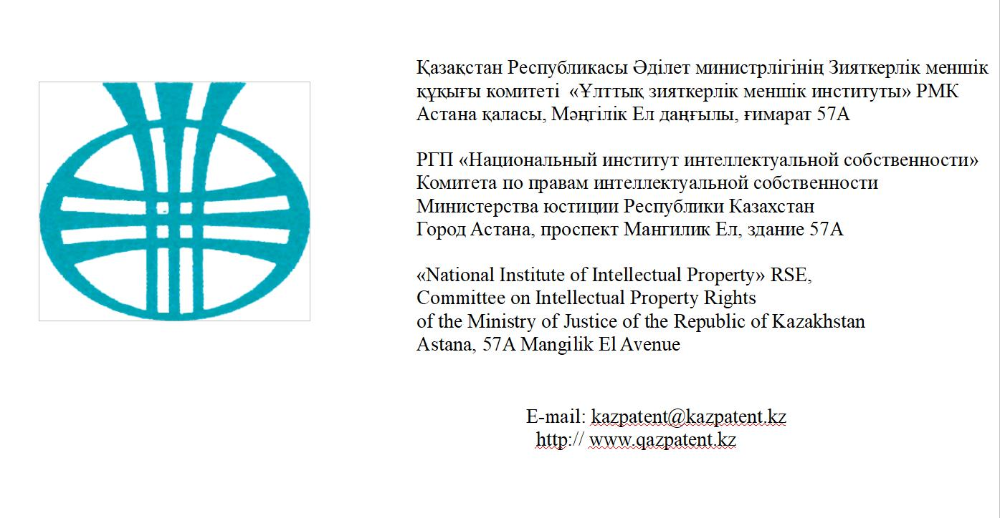 Қазақстан Республикасы Әділет министрлігінің Зияткерлік меншік
құқығы комитеті «Ұлттық зияткерлік меншік институты» РМК
Астана қаласы, Мәңгілік Ел даңғылы, ғимарат 57А
РГП «Национальный институт интеллектуальной собственности»
Комитета по правам интеллектуальной собственности
Министерства юстиции Республики Казахстан
Город Астана, проспект Мангилик Ел, здание 57А
«National Institute of Intellectual Property» RSE,
Committee on Intellectual Property Rights
of the Ministry of Justice of the Republic of Kazakhstan
Astana, 57A Mangilik El Avenue
E-mail: kazpatent@kazpatent.kz
http:// www.qazpatent.kz